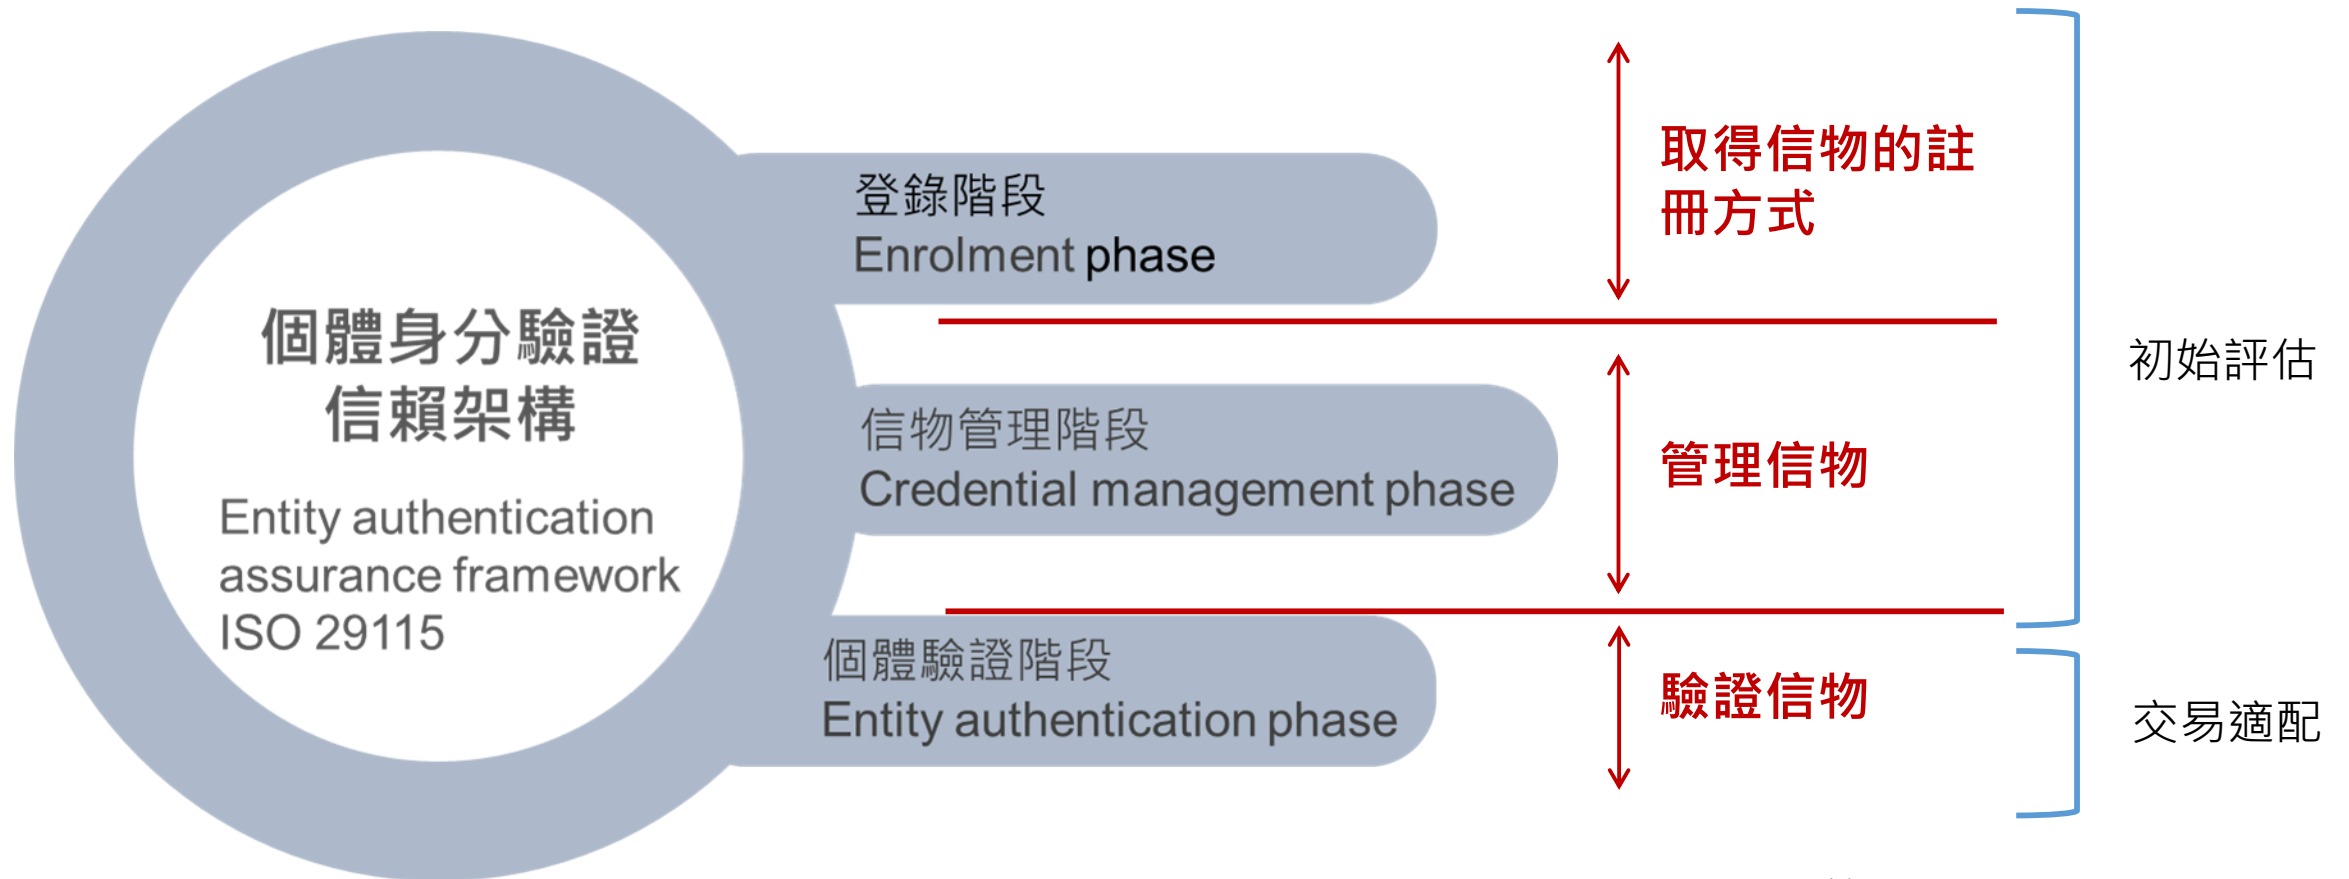 個體身分驗證
信賴架構
Entity authentication
assurance framework
ISO 29115
登錄階段
Enrolment phase
取得信物的註
冊方式
信物管理階段
Credential management phase
管理信物
個體驗證階段
Entity authentication phase
驗證信物
初始評估
交易適配